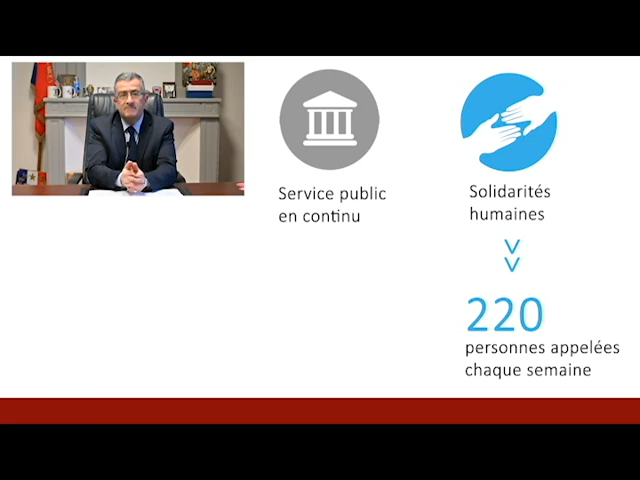 Service public
en continu
Solidarités
humaines
220
personnes appelées
chaque semaine